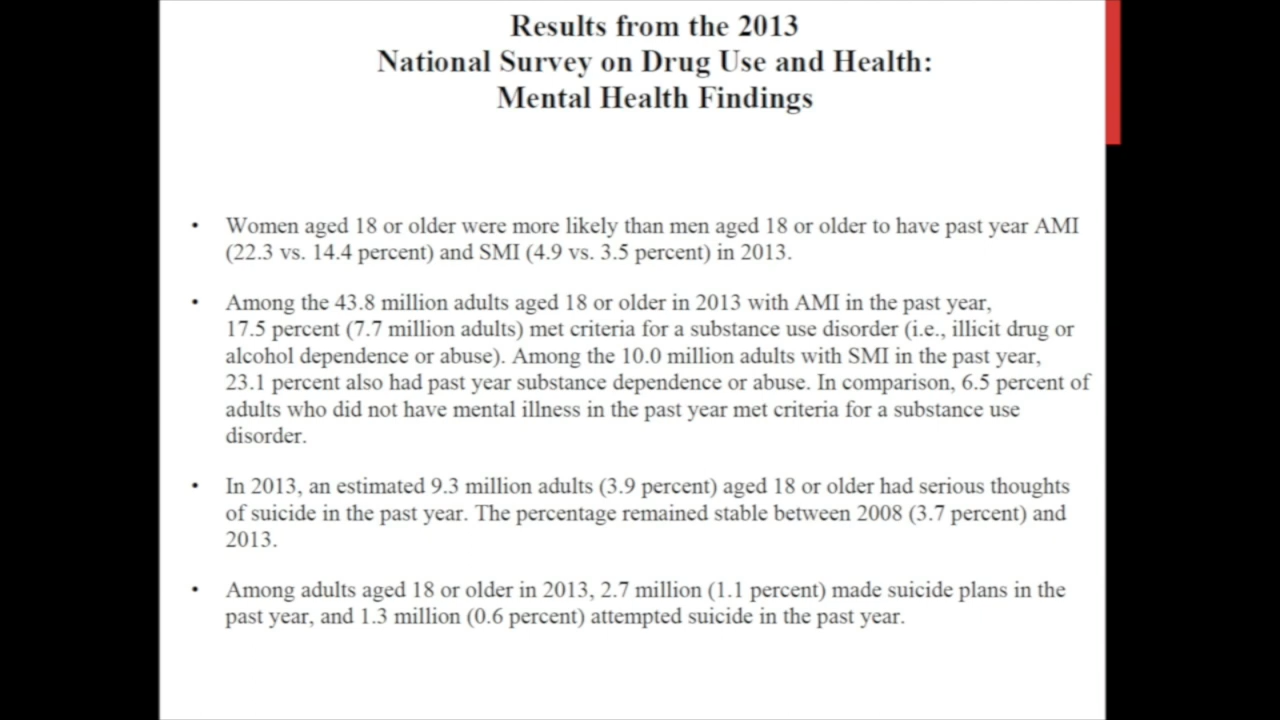 Results from the 2013
National Survey on Drug Use and Health:
Mental Health Findings
• Women aged 18 or older were more likely than men aged 18 or older to have past year AMI
(22.3 vs. 14.4 percent) and SMI (4.9 vs. 3.5 percent) in 2013.
• Among the 43.8 million adults aged 18 or older in 2013 with AMI in the past year,
17.5 percent (7.7 million adults) met criteria for a substance use disorder (i.e., illicit drug or
alcohol dependence or abuse). Among the 10.0 million adults with SMI in the past year,
23.1 percent also had past year substance dependence or abuse. In comparison, 6.5 percent of
adults who did not have mental illness in the past year met criteria for a substance use
disorder.
• In 2013, an estimated 9.3 million adults (3.9 percent) aged 18 or older had serious thoughts
of suicide in the past year. The percentage remained stable between 2008 (3.7 percent) and
2013.
• Among adults aged 18 or older in 2013, 2.7 million (1.1 percent) made suicide plans in the
past year, and 1.3 million (0.6 percent) attempted suicide in the past year.